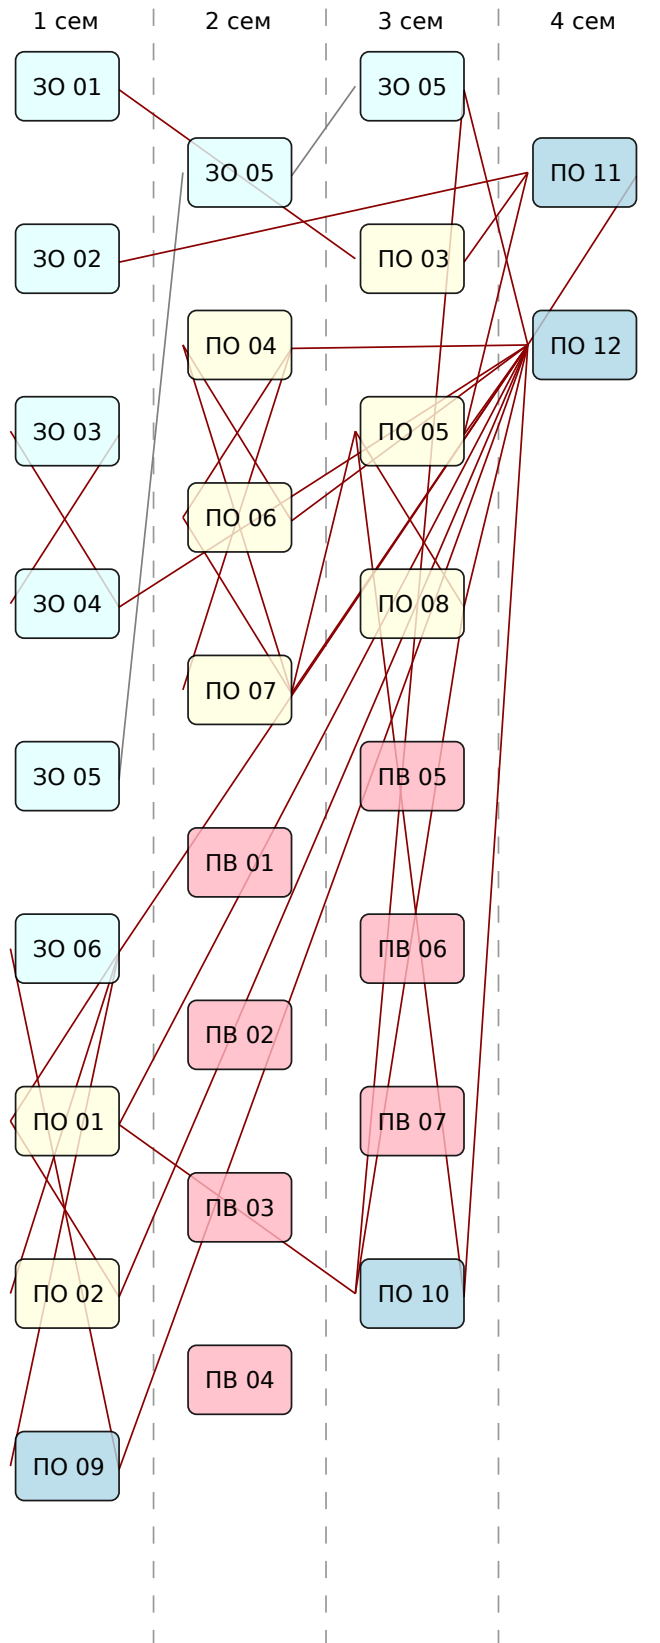 1 сем 2 сем 3 сем 4 сем
ЗО 01
ЗО 02
ЗО 03
ЗО 04
ЗО 05
ЗО 06
ПО 01
ПО 02
ПО 09
ЗО 05
ПО 04
ПО 06
ПО 07
ПВ 01
ПВ 02
ПВ 03
ПВ 04
ЗО 05
ПО 03
ПО 05
ПО 08
ПВ 05
ПВ 06
ПВ 07
ПО 10
ПО 11
ПО 12